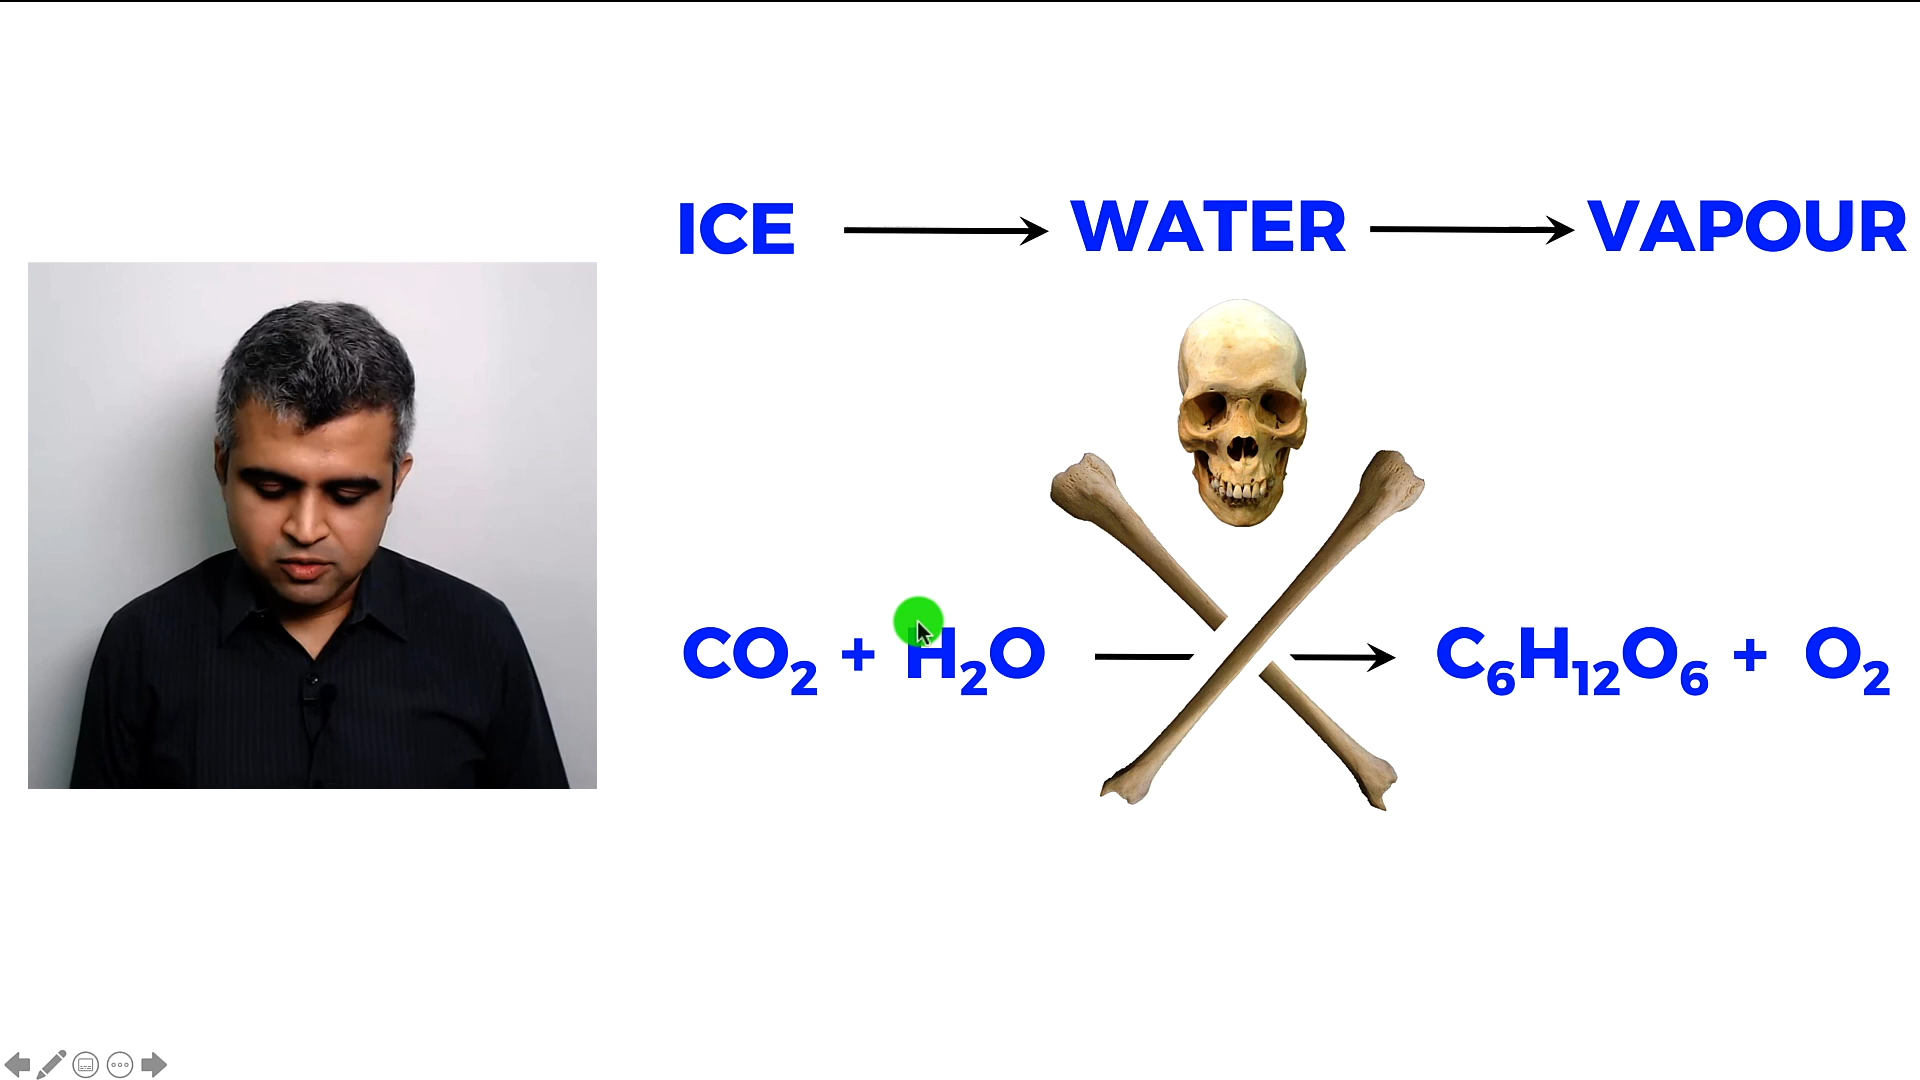 ICE → WATER → VAPOUR
CO₂ + H₂O → C₆H₁₂O₆ + O₂